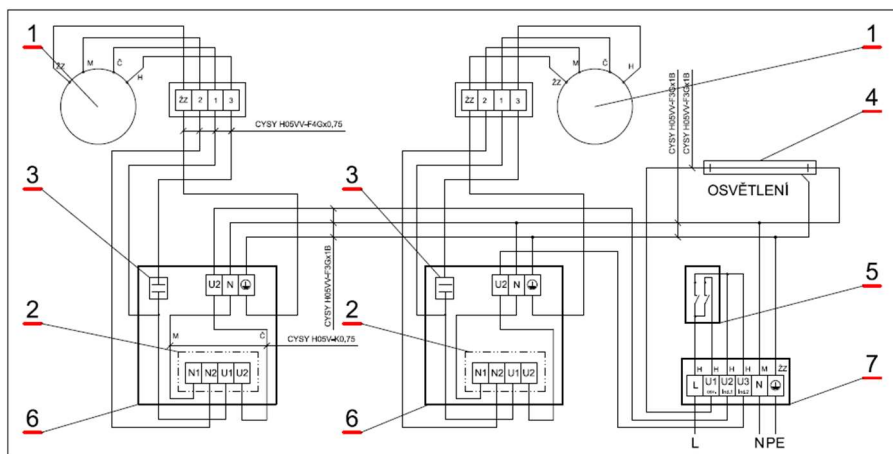 1
1
ŽZ
M
Č
H
ŽZ
M
Č
H
ŽZ 2 1 3
ŽZ 2 1 3
CYSY H05VV-F4Gx0,75
CYSY H05VV-F3Gx1B
CYSY H05VV-F3Gx1B
4
OSVĚTLENÍ
3
3
U2 N
U2 N
CYSY H05VV-F3Gx1B
5
2
M
Č
CYSY H05V-K0,75
2
N1 N2 U1 U2
N1 N2 U1 U2
H H H H M ŽZ
L U1 U2 U3 N
7
6
6
L
N
PE